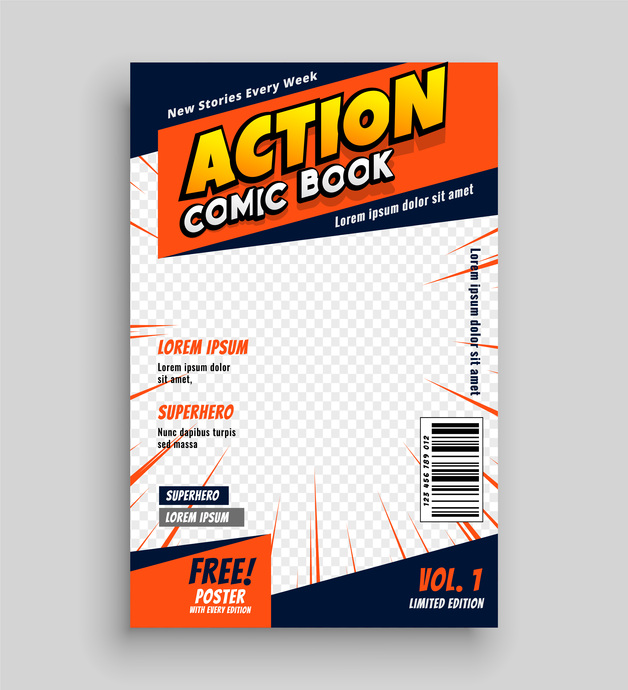 New Stories Every Week
ACTION
COMIC BOOK
Lorem ipsum dolor sit amet
Lorem ipsum dolor sit amet
LOREM IPSUM
Lorem ipsum dolor
sit amet,
SUPERHERO
Nunc dapibus turpis
sed massa
123 456 789 012
SUPERHERO
LOREM IPSUM
FREE!
POSTER
WITH EVERY EDITION
VOL. 1
LIMITED EDITION